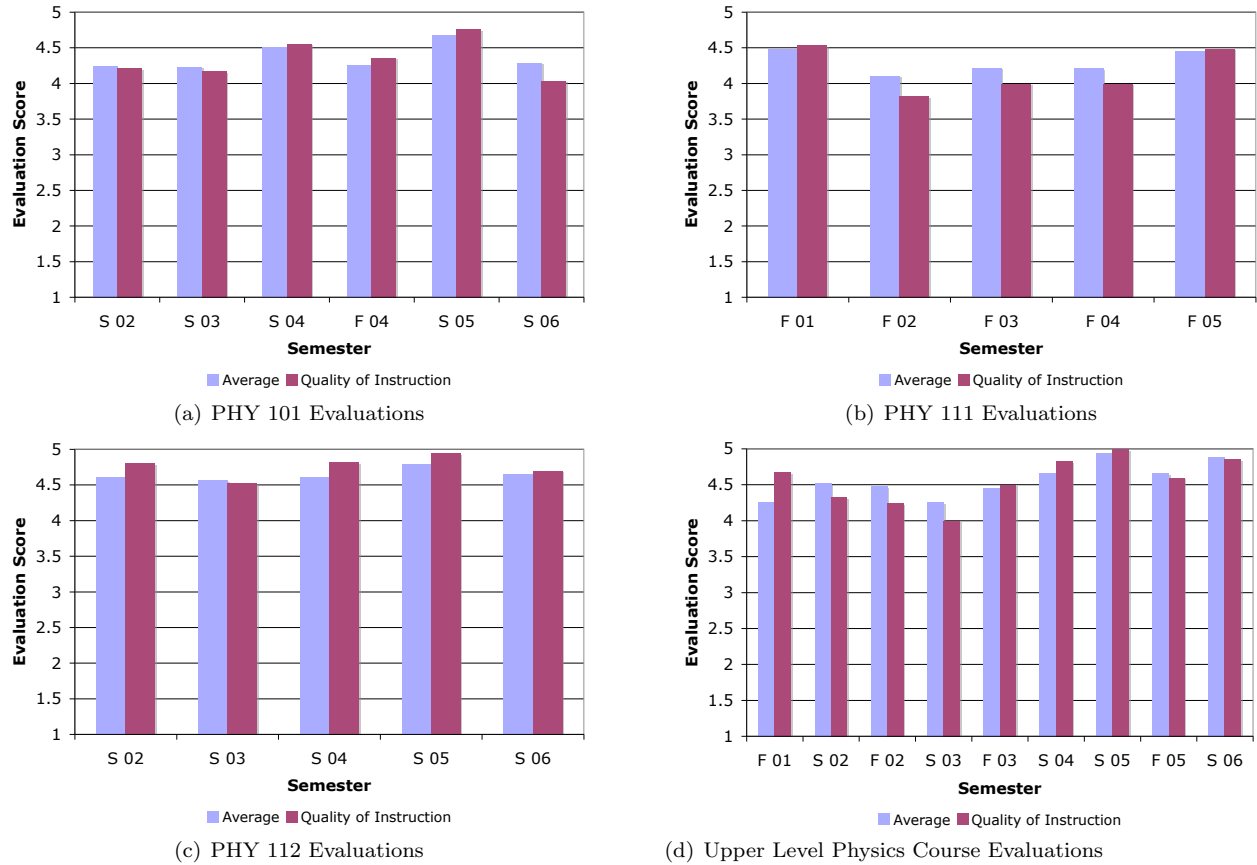 5
4.5
4
3.5
3
2.5
2
1.5
1
Evaluation Score
S 02 S 03 S 04 F 04 S 05 S 06
Semester
Average Quality of Instruction
(a) PHY 101 Evaluations
5
4.5
4
3.5
3
2.5
2
1.5
1
Evaluation Score
F 01 F 02 F 03 F 04 F 05
Semester
Average Quality of Instruction
(b) PHY 111 Evaluations
5
4.5
4
3.5
3
2.5
2
1.5
1
Evaluation Score
S 02 S 03 S 04 S 05 S 06
Semester
Average Quality of Instruction
(c) PHY 112 Evaluations
5
4.5
4
3.5
3
2.5
2
1.5
1
Evaluation Score
F 01 S 02 F 02 S 03 F 03 S 04 S 05 F 05 S 06
Semester
Average Quality of Instruction
(d) Upper Level Physics Course Evaluations